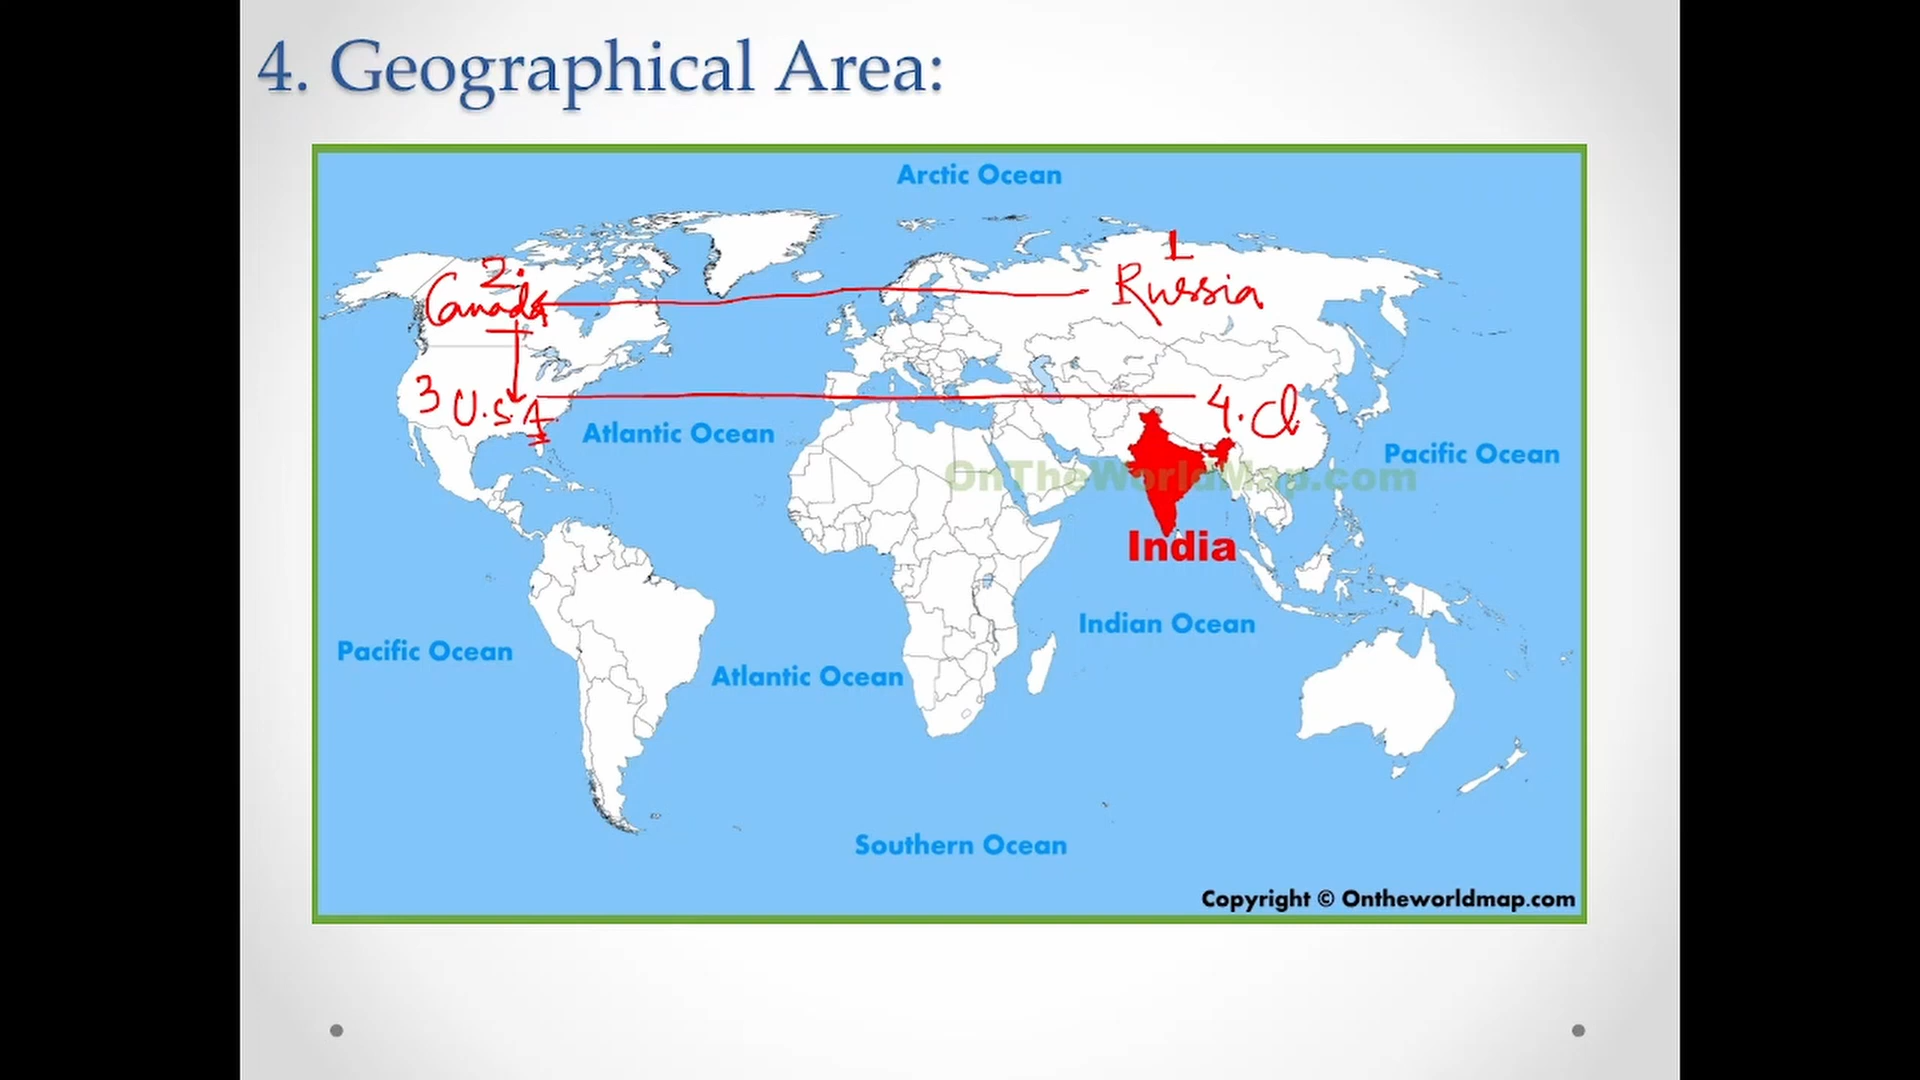 4. Geographical Area:
Arctic Ocean
1
2.
Russia
Canada
3 U.S.A
4. Ch
Atlantic Ocean
Pacific Ocean
OnTheWorldMap.com
India
Indian Ocean
Pacific Ocean
Atlantic Ocean
Southern Ocean
Copyright © Ontheworldmap.com